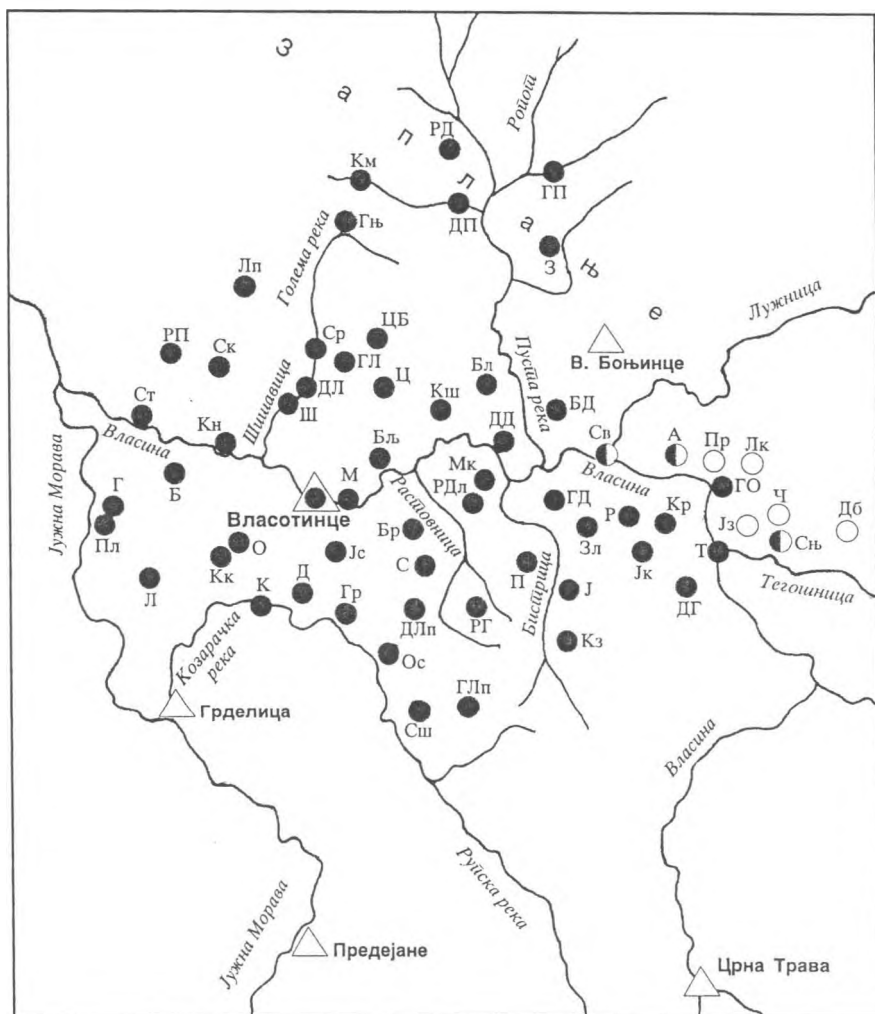 Заплање
Ројот
РД
Км
ГП
ДП
Гњ
З
Голема река
Лп
Лужница
ЦБ
РП
Ск
Ср
ГЛ
Пуста река
В. Боњинце
Ц
Бл
ДЛ
Кш
БД
Ст
Шишавица
Ш
Кн
ДД
Св
А
Пр
Лк
Јужна Морава
Власина
Бљ
Мк
Власина
ГО
Б
М
РДл
ГД
Г
Власотинце
Растовница
Р
Кр
Јз
Ч
Дб
Пл
Бр
Зл
О
Јс
Јк
Т
Сњ
Кк
С
П
Бистрица
Тегошница
Л
К
Д
Гр
Ј
ДГ
ДЛп
РГ
Козарачка река
Ос
Кз
Грделица
ГЛп
Сш
Власина
Рупска река
Јужна Морава
Предејане
Црна Трава